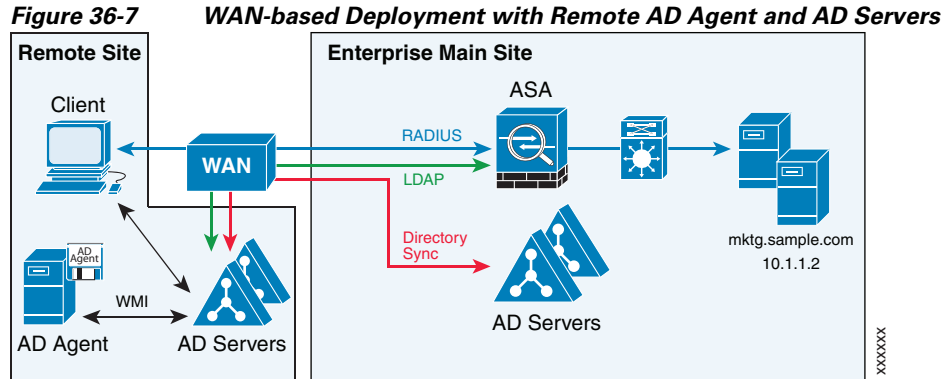 Figure 36-7 WAN-based Deployment with Remote AD Agent and AD Servers
Remote Site
Enterprise Main Site
Client
ASA
WAN
RADIUS
LDAP
Directory
Sync
mktg.sample.com
10.1.1.2
AD
Agent
WMI
AD Agent
AD Servers
AD Servers
xxxxxx